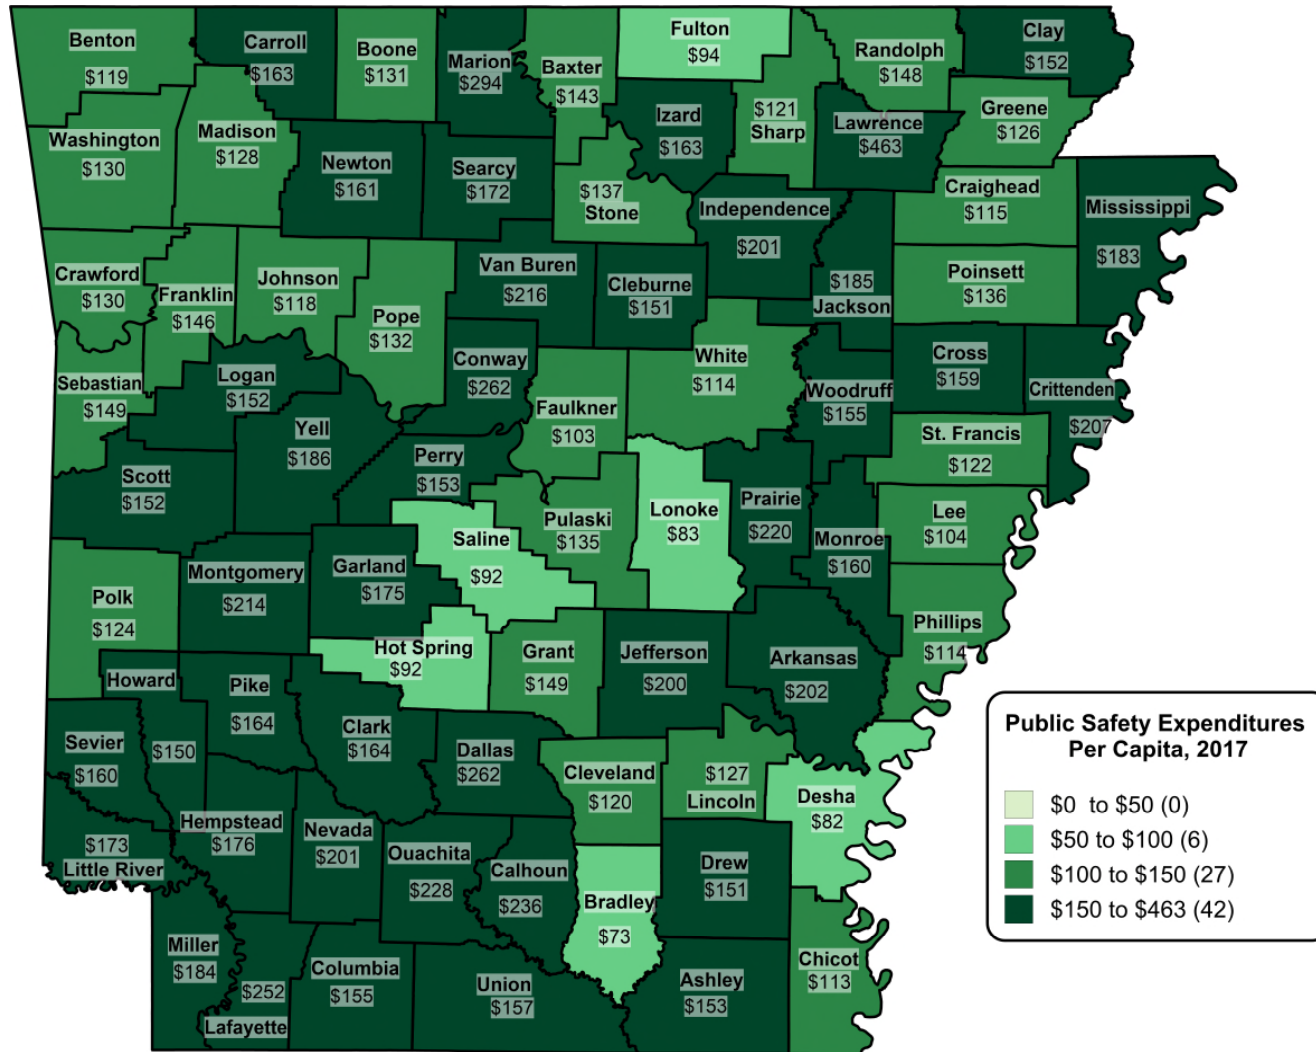 Benton
$119
Carroll
$163
Boone
$131
Marion
$294
Baxter
$143
Fulton
$94
Randolph
$148
Clay
$152
Washington
$130
Madison
$128
Newton
$161
Searcy
$172
Izard
$163
$121
Sharp
Lawrence
$463
Greene
$126
$137
Stone
Independence
$201
Craighead
$115
Mississippi
$183
Crawford
$130
Franklin
$146
Johnson
$118
Pope
$132
Van Buren
$216
Cleburne
$151
$185
Jackson
Poinsett
$136
Sebastian
$149
Logan
$152
Conway
$262
Faulkner
$103
White
$114
Woodruff
$155
Cross
$159
Crittenden
$207
Scott
$152
Yell
$186
Perry
$153
St. Francis
$122
Pulaski
$135
Lonoke
$83
Prairie
$220
Monroe
$160
Lee
$104
Polk
$124
Montgomery
$214
Garland
$175
Saline
$92
Hot Spring
$92
Grant
$149
Jefferson
$200
Arkansas
$202
Phillips
$114
Howard
$150
Pike
$164
Clark
$164
Sevier
$160
Dallas
$262
Cleveland
$120
$127
Lincoln
Desha
$82
$173
Little River
Hempstead
$176
Nevada
$201
Ouachita
$228
Calhoun
$236
Bradley
$73
Drew
$151
Miller
$184
$252
Lafayette
Columbia
$155
Union
$157
Ashley
$153
Chicot
$113
Public Safety Expenditures
Per Capita, 2017
$0 to $50 (0)
$50 to $100 (6)
$100 to $150 (27)
$150 to $463 (42)